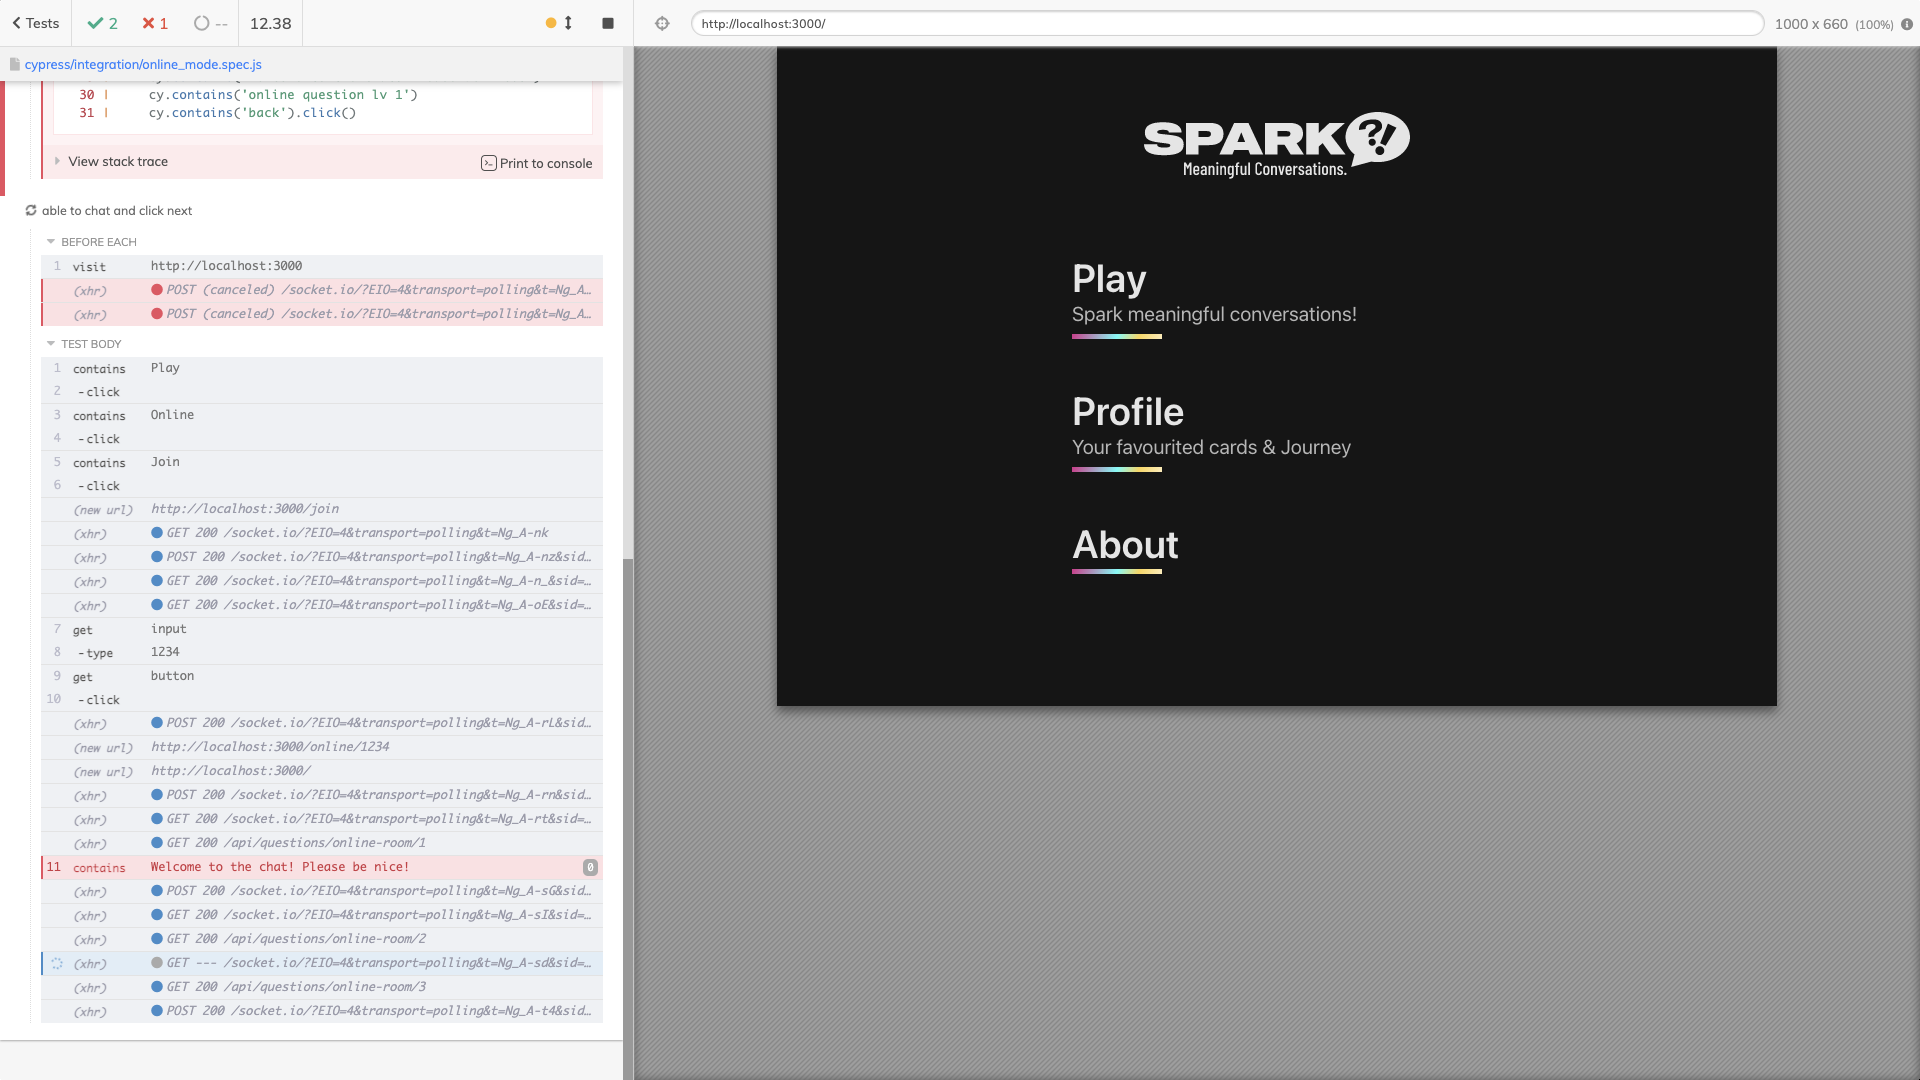 Tests
2
1
--
12.38
http://localhost:3000/
1000 x 660 (100%)
cypress/integration/online_mode.spec.js
30 | cy.contains('online question lv 1')
31 | cy.contains('back').click()
View stack trace
Print to console
able to chat and click next
BEFORE EACH
1 visit http://localhost:3000
(xhr) POST (canceled) /socket.io/?EIO=4&transport=polling&t=Ng_A…
(xhr) POST (canceled) /socket.io/?EIO=4&transport=polling&t=Ng_A…
TEST BODY
1 contains Play
2 -click
3 contains Online
4 -click
5 contains Join
6 -click
(new url) http://localhost:3000/join
(xhr) GET 200 /socket.io/?EIO=4&transport=polling&t=Ng_A-nk
(xhr) POST 200 /socket.io/?EIO=4&transport=polling&t=Ng_A-nz&sid…
(xhr) GET 200 /socket.io/?EIO=4&transport=polling&t=Ng_A-n_&sid=…
(xhr) GET 200 /socket.io/?EIO=4&transport=polling&t=Ng_A-oE&sid=…
7 get input
8 -type 1234
9 get button
10 -click
(xhr) POST 200 /socket.io/?EIO=4&transport=polling&t=Ng_A-rL&sid…
(new url) http://localhost:3000/online/1234
(new url) http://localhost:3000/
(xhr) POST 200 /socket.io/?EIO=4&transport=polling&t=Ng_A-rn&sid…
(xhr) GET 200 /socket.io/?EIO=4&transport=polling&t=Ng_A-rt&sid=…
(xhr) GET 200 /api/questions/online-room/1
11 contains Welcome to the chat! Please be nice! 0
(xhr) POST 200 /socket.io/?EIO=4&transport=polling&t=Ng_A-sG&sid…
(xhr) GET 200 /socket.io/?EIO=4&transport=polling&t=Ng_A-sI&sid=…
(xhr) GET 200 /api/questions/online-room/2
(xhr) GET --- /socket.io/?EIO=4&transport=polling&t=Ng_A-sd&sid=…
(xhr) GET 200 /api/questions/online-room/3
(xhr) POST 200 /socket.io/?EIO=4&transport=polling&t=Ng_A-t4&sid…
SPARK?!
Meaningful Conversations.
Play
Spark meaningful conversations!
Profile
Your favourited cards & Journey
About